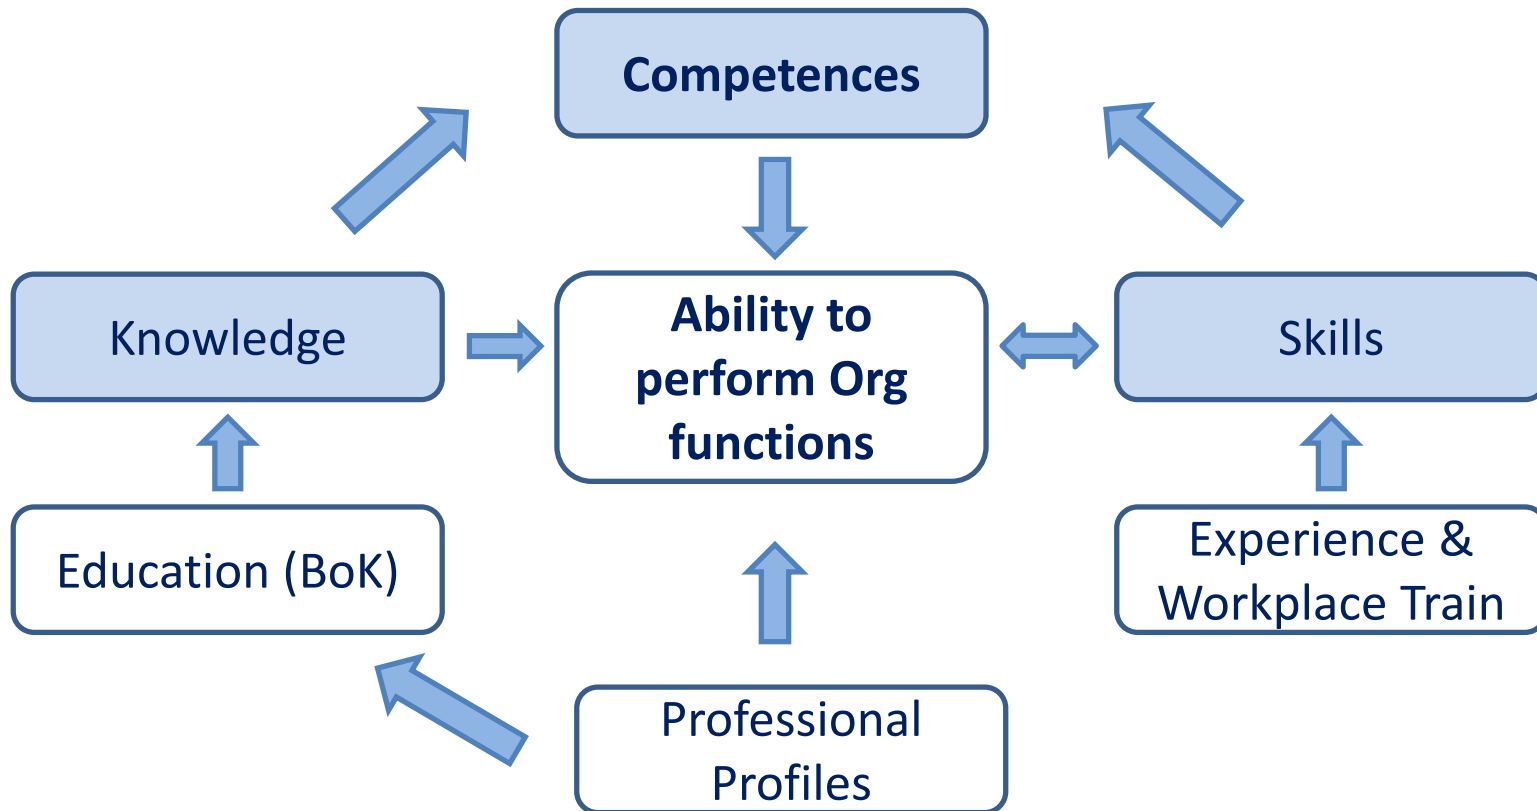 Competences
Knowledge
Ability to
perform Org
functions
Skills
Education (BoK)
Experience &
Workplace Train
Professional
Profiles